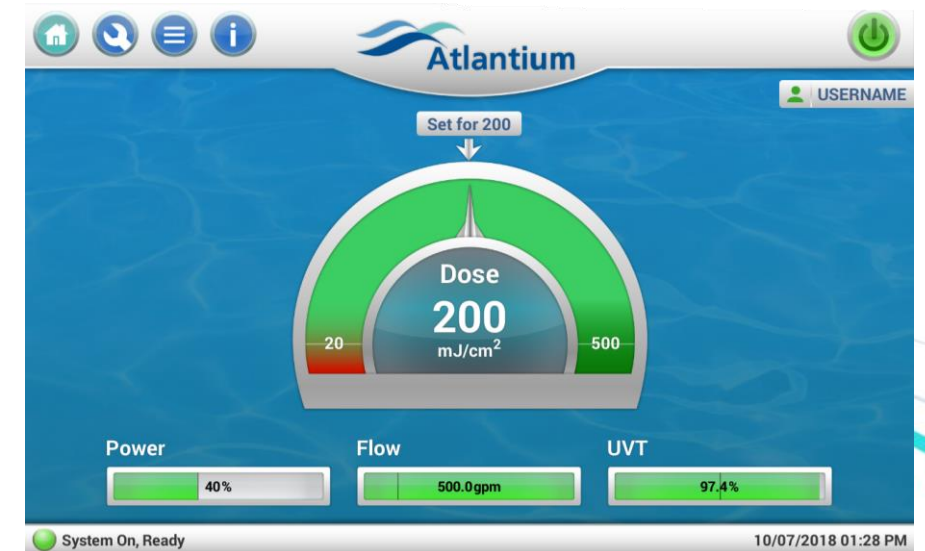 Atlantium
USERNAME
Set for 200
Dose
200
mJ/cm²
20
500
Power
Flow
UVT
40%
500.0gpm
97.4%
System On, Ready
10/07/2018 01:28 PM